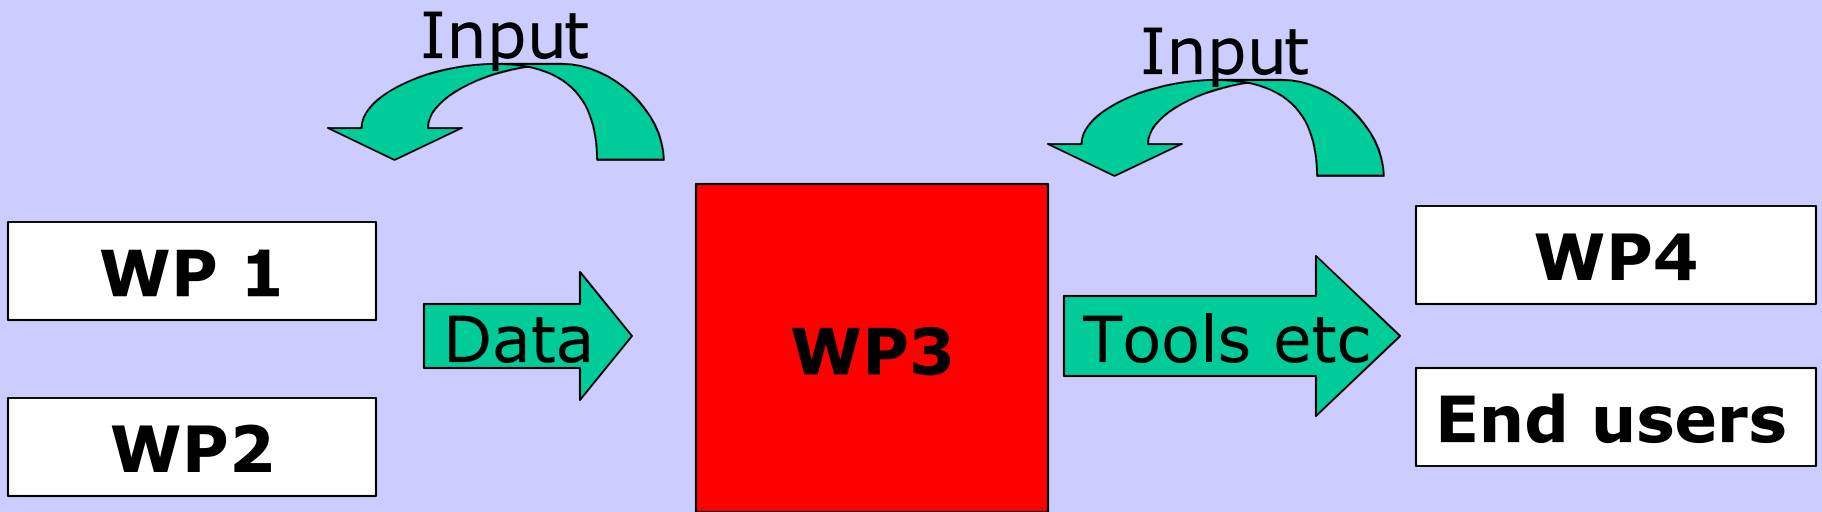 Input
Input
WP 1
WP2
Data
WP3
Tools etc
WP4
End users